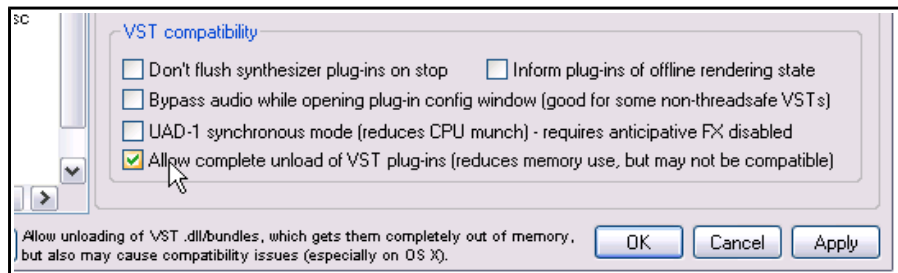 sc
VST compatibility
Don't flush synthesizer plug-ins on stop Inform plug-ins of offline rendering state
Bypass audio while opening plug-in config window (good for some non-threadsafe VSTs)
UAD-1 synchronous mode (reduces CPU munch) - requires anticipative FX disabled
Allow complete unload of VST plug-ins (reduces memory use, but may not be compatible)
Allow unloading of VST .dll/bundles, which gets them completely out of memory,
but also may cause compatibility issues (especially on OS X).
OK Cancel Apply